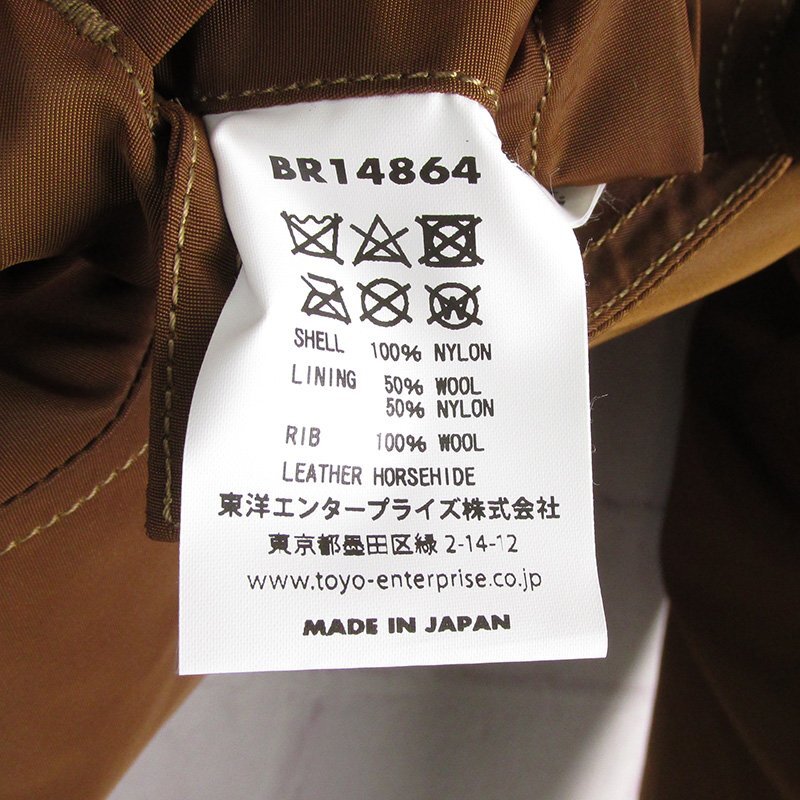 BR14864
SHELL 100% NYLON
LINING 50% WOOL
50% NYLON
RIB 100% WOOL
LEATHER HORSEHIDE
東洋エンタープライズ株式会社
東京都墨田区緑 2-14-12
www.toyo-enterprise.co.jp
MADE IN JAPAN